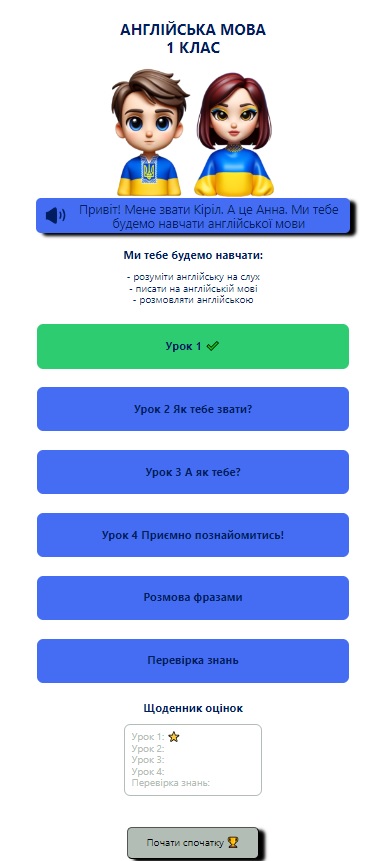 АНГЛІЙСЬКА МОВА
1 КЛАС
Привіт! Мене звати Кіріл. А це Анна. Ми тебе
будемо навчати англійської мови
Ми тебе будемо навчати:
- розуміти англійську на слух
- писати на англійській мові
- розмовляти англійською
Урок 1
Урок 2 Як тебе звати?
Урок 3 А як тебе?
Урок 4 Приємно познайомитись!
Розмова фразами
Перевірка знань
Щоденник оцінок
Урок 1:
Урок 2:
Урок 3:
Урок 4:
Перевірка знань:
Почати спочатку